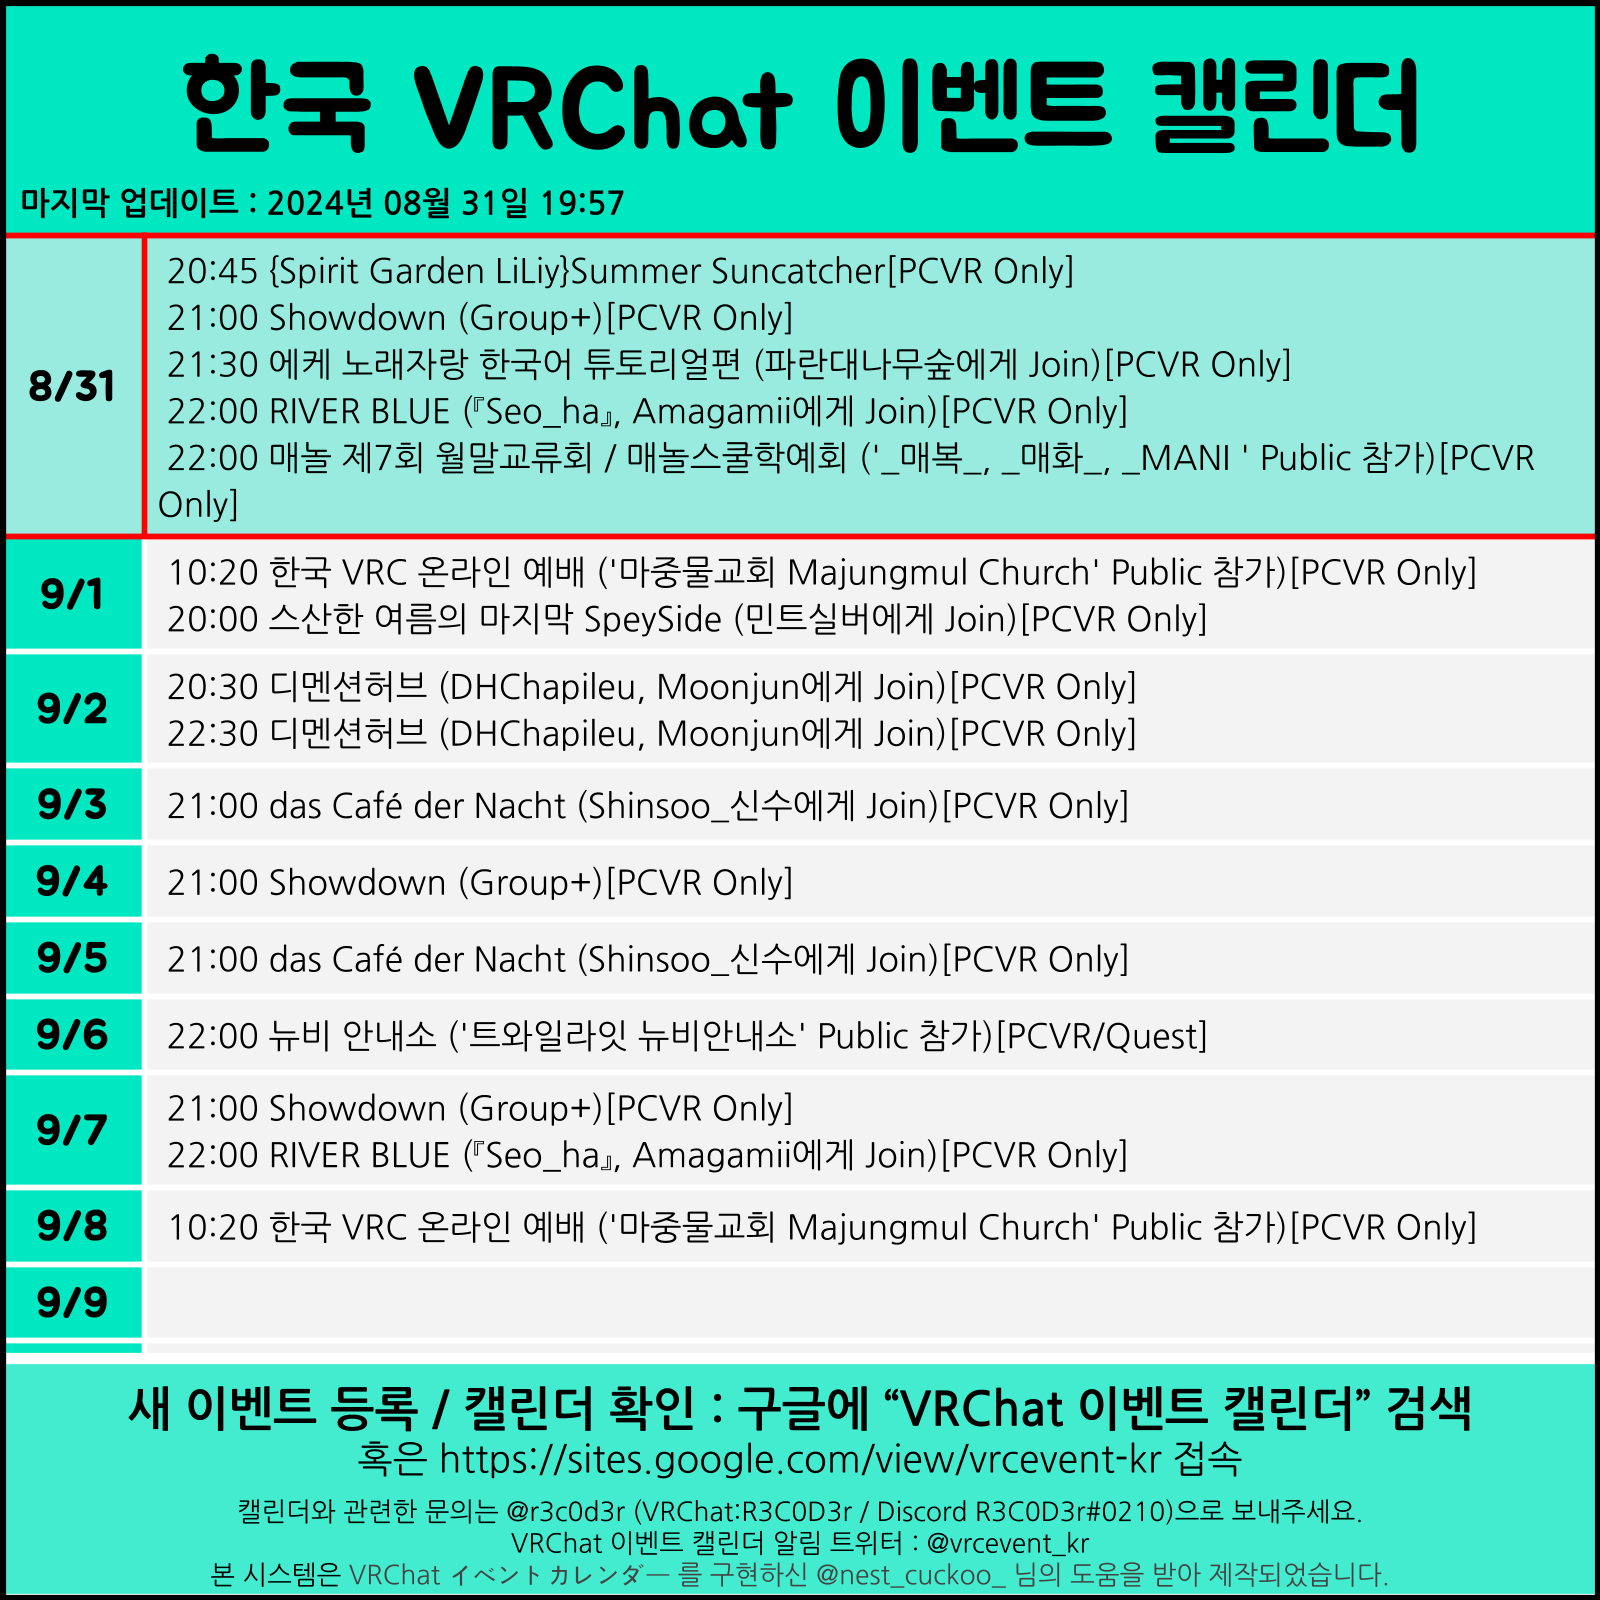 한국 VRChat 이벤트 캘린더
마지막 업데이트 : 2024년 08월 31일 19:57
8/31
20:45 {Spirit Garden LiLiy}Summer Suncatcher[PCVR Only]
21:00 Showdown (Group+)[PCVR Only]
21:30 에케 노래자랑 한국어 튜토리얼편 (파란대나무숲에게 Join)[PCVR Only]
22:00 RIVER BLUE (『Seo_ha』, Amagamii에게 Join)[PCVR Only]
22:00 매놀 제7회 월말교류회 / 매놀스쿨학예회 ('_매복_, _매화_, _MANI ' Public 참가)[PCVR
Only]
9/1
10:20 한국 VRC 온라인 예배 ('마중물교회 Majungmul Church' Public 참가)[PCVR Only]
20:00 스산한 여름의 마지막 SpeySide (민트실버에게 Join)[PCVR Only]
9/2
20:30 디멘션허브 (DHChapileu, Moonjun에게 Join)[PCVR Only]
22:30 디멘션허브 (DHChapileu, Moonjun에게 Join)[PCVR Only]
9/3
21:00 das Café der Nacht (Shinsoo_신수에게 Join)[PCVR Only]
9/4
21:00 Showdown (Group+)[PCVR Only]
9/5
21:00 das Café der Nacht (Shinsoo_신수에게 Join)[PCVR Only]
9/6
22:00 뉴비 안내소 ('트와일라잇 뉴비안내소' Public 참가)[PCVR/Quest]
9/7
21:00 Showdown (Group+)[PCVR Only]
22:00 RIVER BLUE (『Seo_ha』, Amagamii에게 Join)[PCVR Only]
9/8
10:20 한국 VRC 온라인 예배 ('마중물교회 Majungmul Church' Public 참가)[PCVR Only]
9/9
새 이벤트 등록 / 캘린더 확인 : 구글에 “VRChat 이벤트 캘린더” 검색
혹은 https://sites.google.com/view/vrcevent-kr 접속
캘린더와 관련한 문의는 @r3c0d3r (VRChat:R3C0D3r / Discord R3C0D3r#0210)으로 보내주세요.
VRChat 이벤트 캘린더 알림 트위터 : @vrcevent_kr
본 시스템은 VRChat イベントカレンダー 를 구현하신 @nest_cuckoo_ 님의 도움을 받아 제작되었습니다.